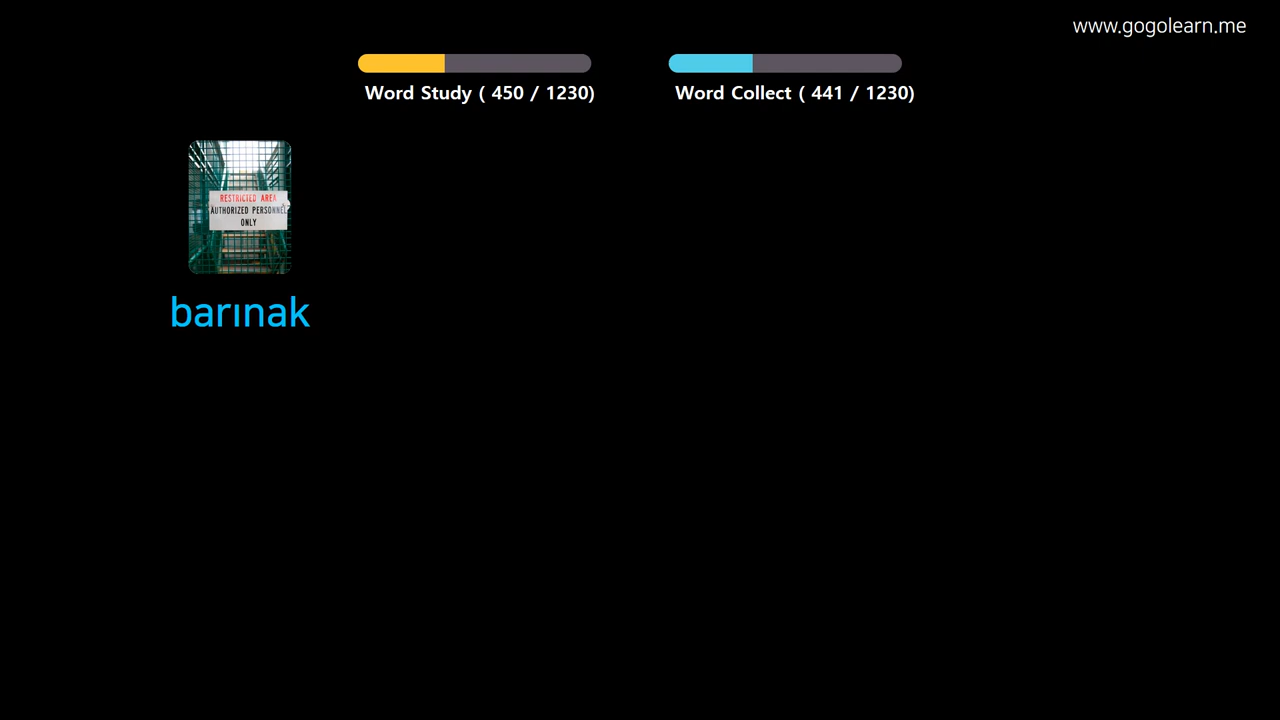 www.gogolearn.me
Word Study ( 450 / 1230)
Word Collect ( 441 / 1230)
RESTRICTED AREA
AUTHORIZED PERSONNEL
ONLY
barınak